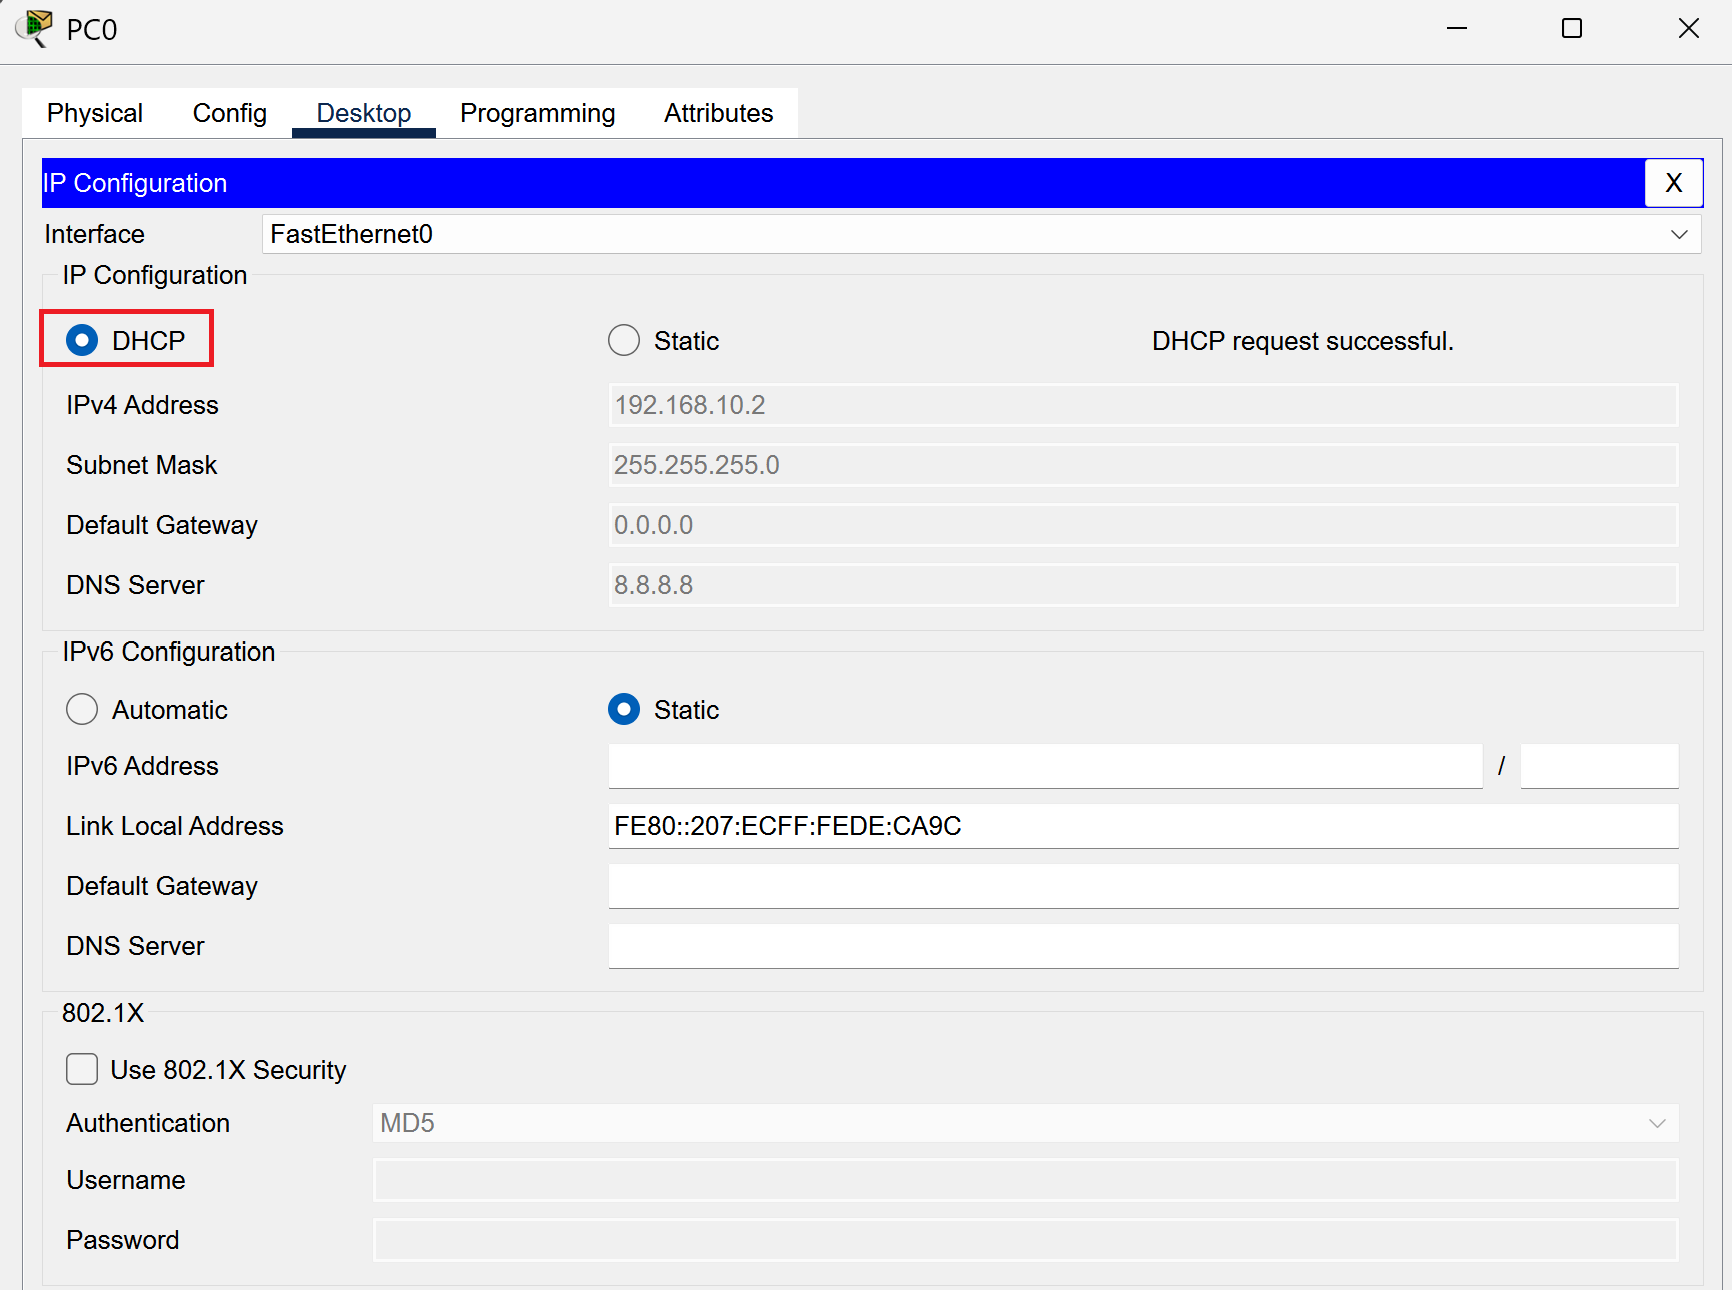 PC0
Physical Config Desktop Programming Attributes
IP Configuration X
Interface FastEthernet0
IP Configuration
DHCP Static DHCP request successful.
IPv4 Address 192.168.10.2
Subnet Mask 255.255.255.0
Default Gateway 0.0.0.0
DNS Server 8.8.8.8
IPv6 Configuration
Automatic Static
IPv6 Address /
Link Local Address FE80::207:ECFF:FEDE:CA9C
Default Gateway
DNS Server
802.1X
Use 802.1X Security
Authentication MD5
Username
Password